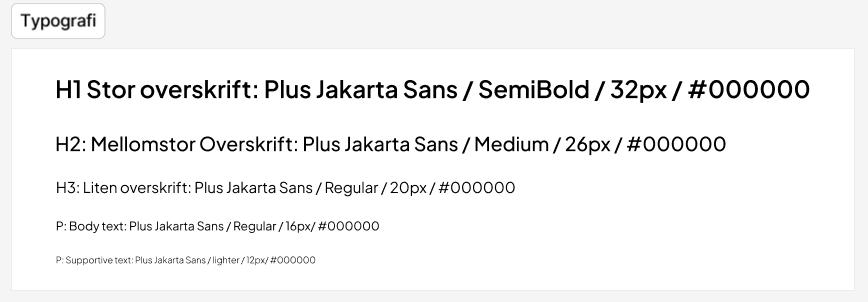 Typografi
H1 Stor overskrift: Plus Jakarta Sans / SemiBold / 32px / #000000
H2: Mellomstor Overskrift: Plus Jakarta Sans / Medium / 26px / #000000
H3: Liten overskrift: Plus Jakarta Sans / Regular / 20px / #000000
P: Body text: Plus Jakarta Sans / Regular / 16px/ #000000
P: Supportive text: Plus Jakarta Sans / lighter / 12px/ #000000